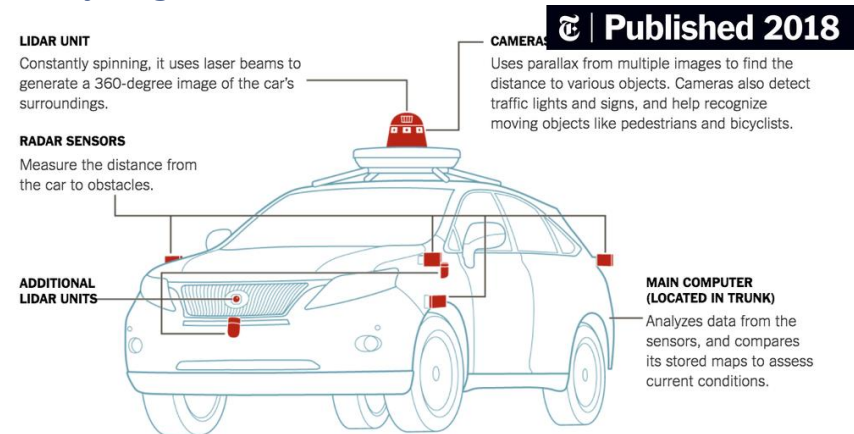 Published 2018
LIDAR UNIT
Constantly spinning, it uses laser beams to
generate a 360-degree image of the car's
surroundings.
CAMERAS
Uses parallax from multiple images to find the
distance to various objects. Cameras also detect
traffic lights and signs, and help recognize
moving objects like pedestrians and bicyclists.
RADAR SENSORS
Measure the distance from
the car to obstacles.
ADDITIONAL
LIDAR UNITS
MAIN COMPUTER
(LOCATED IN TRUNK)
Analyzes data from the
sensors, and compares
its stored maps to assess
current conditions.